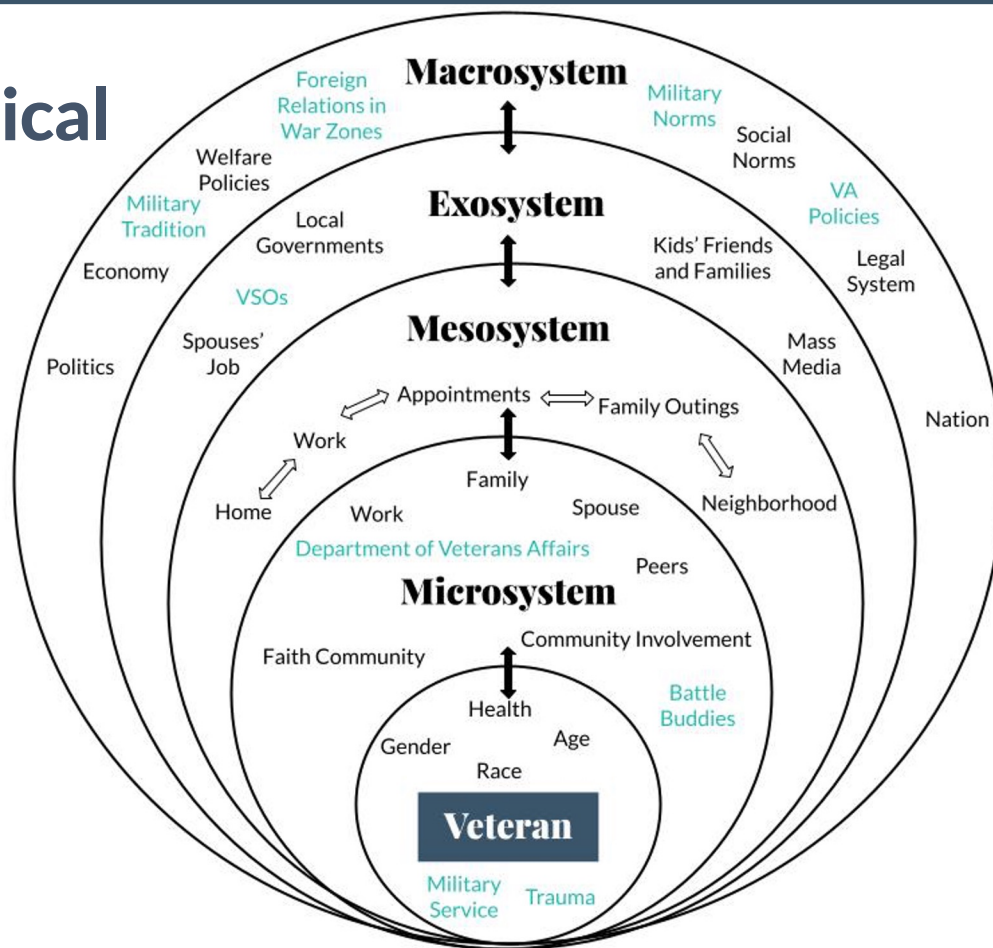 ical
Macrosystem
Foreign
Relations in
War Zones
Military
Norms
Social
Norms
Welfare
Policies
VA
Policies
Military
Tradition
Legal
System
Economy
Politics
Nation
Exosystem
Local
Governments
Kids' Friends
and Families
VSOs
Spouses'
Job
Mass
Media
Mesosystem
Appointments
Family Outings
Work
Home
Neighborhood
Family
Work
Spouse
Department of Veterans Affairs
Peers
Microsystem
Community Involvement
Faith Community
Battle
Buddies
Health
Gender
Age
Race
Veteran
Military
Service
Trauma